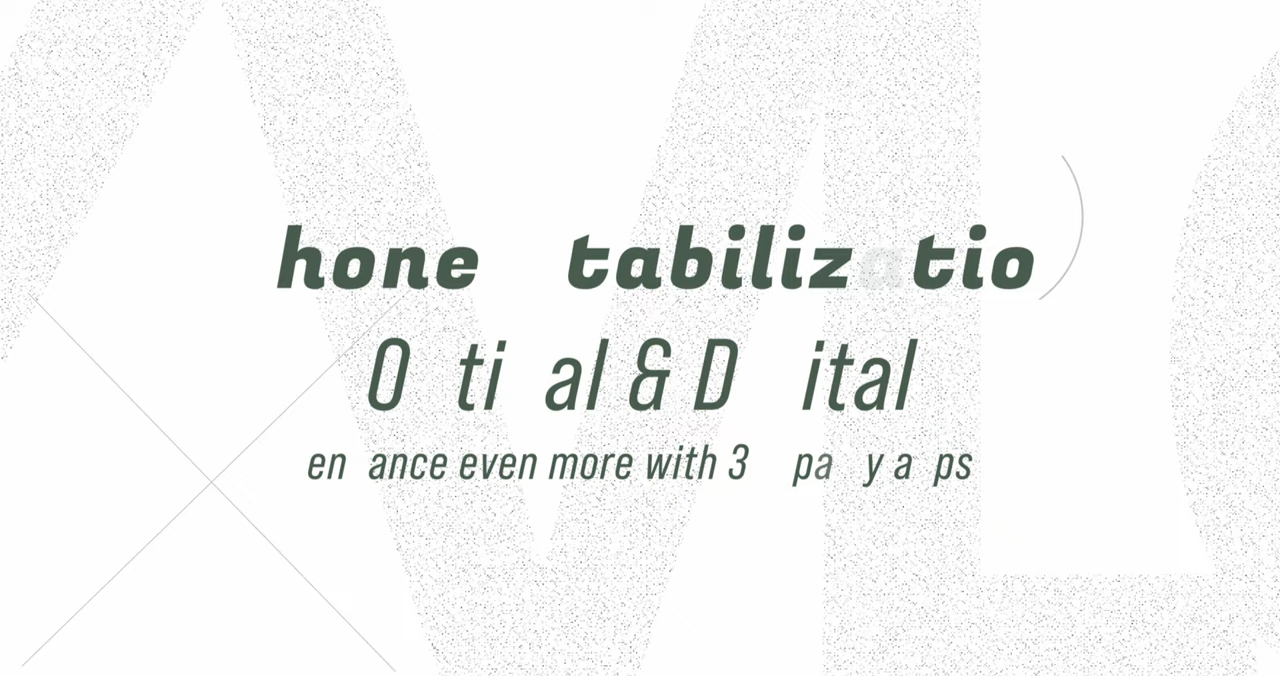 hone tabilizatio
O ti al & D ital
en ance even more with 3 pa y a ps